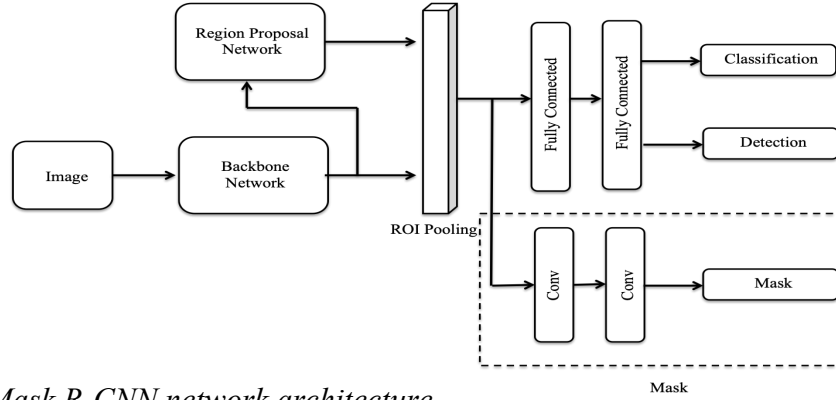 Region Proposal
Network
Image
Backbone
Network
ROI Pooling
Fully Connected
Fully Connected
Classification
Detection
Conv
Conv
Mask
Mask
Mask R-CNN network architecture